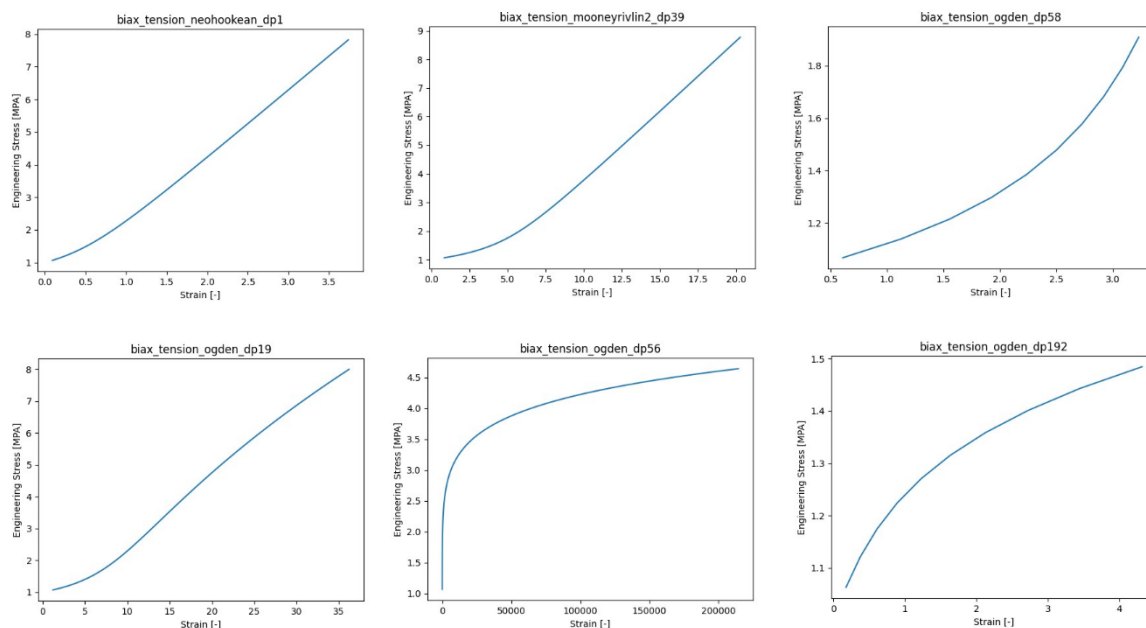 biax_tension_neohookean_dp1
8
7
6
5
4
3
2
1
Engineering Stress [MPA]
0.0 0.5 1.0 1.5 2.0 2.5 3.0 3.5
Strain [-]
biax_tension_mooneyrivlin2_dp39
9
8
7
6
5
4
3
2
1
Engineering Stress [MPA]
0.0 2.5 5.0 7.5 10.0 12.5 15.0 17.5 20.0
Strain [-]
biax_tension_ogden_dp58
1.8
1.6
1.4
1.2
Engineering Stress [MPA]
0.5 1.0 1.5 2.0 2.5 3.0
Strain [-]
biax_tension_ogden_dp19
8
7
6
5
4
3
2
1
Engineering Stress [MPA]
0 5 10 15 20 25 30 35
Strain [-]
biax_tension_ogden_dp56
4.5
4.0
3.5
3.0
2.5
2.0
1.5
1.0
Engineering Stress [MPA]
0 50000 100000 150000 200000
Strain [-]
biax_tension_ogden_dp192
1.5
1.4
1.3
1.2
1.1
Engineering Stress [MPA]
0 1 2 3 4
Strain [-]